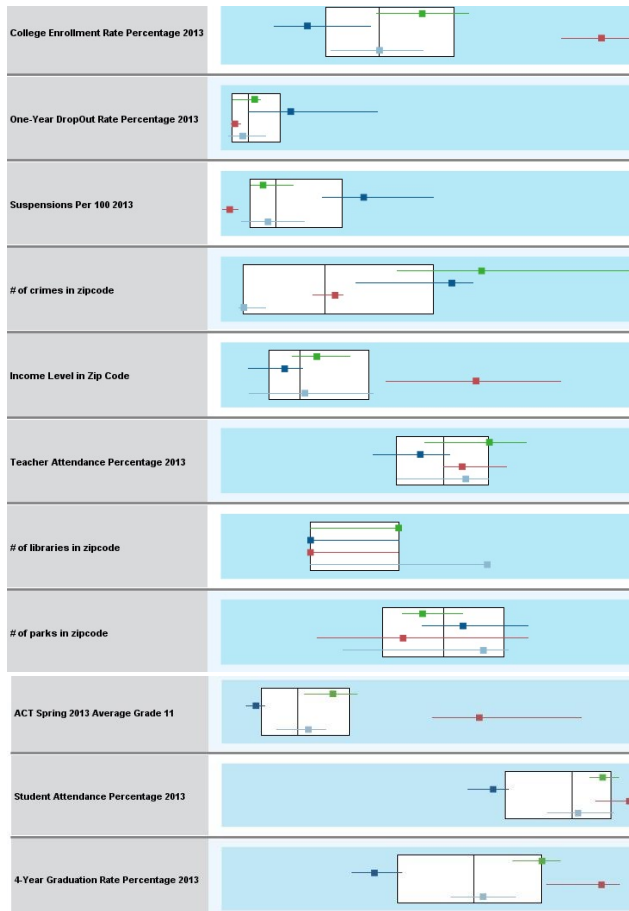 College Enrollment Rate Percentage 2013
One-Year DropOut Rate Percentage 2013
Suspensions Per 100 2013
# of crimes in zipcode
Income Level in Zip Code
Teacher Attendance Percentage 2013
# of libraries in zipcode
# of parks in zipcode
ACT Spring 2013 Average Grade 11
Student Attendance Percentage 2013
4-Year Graduation Rate Percentage 2013